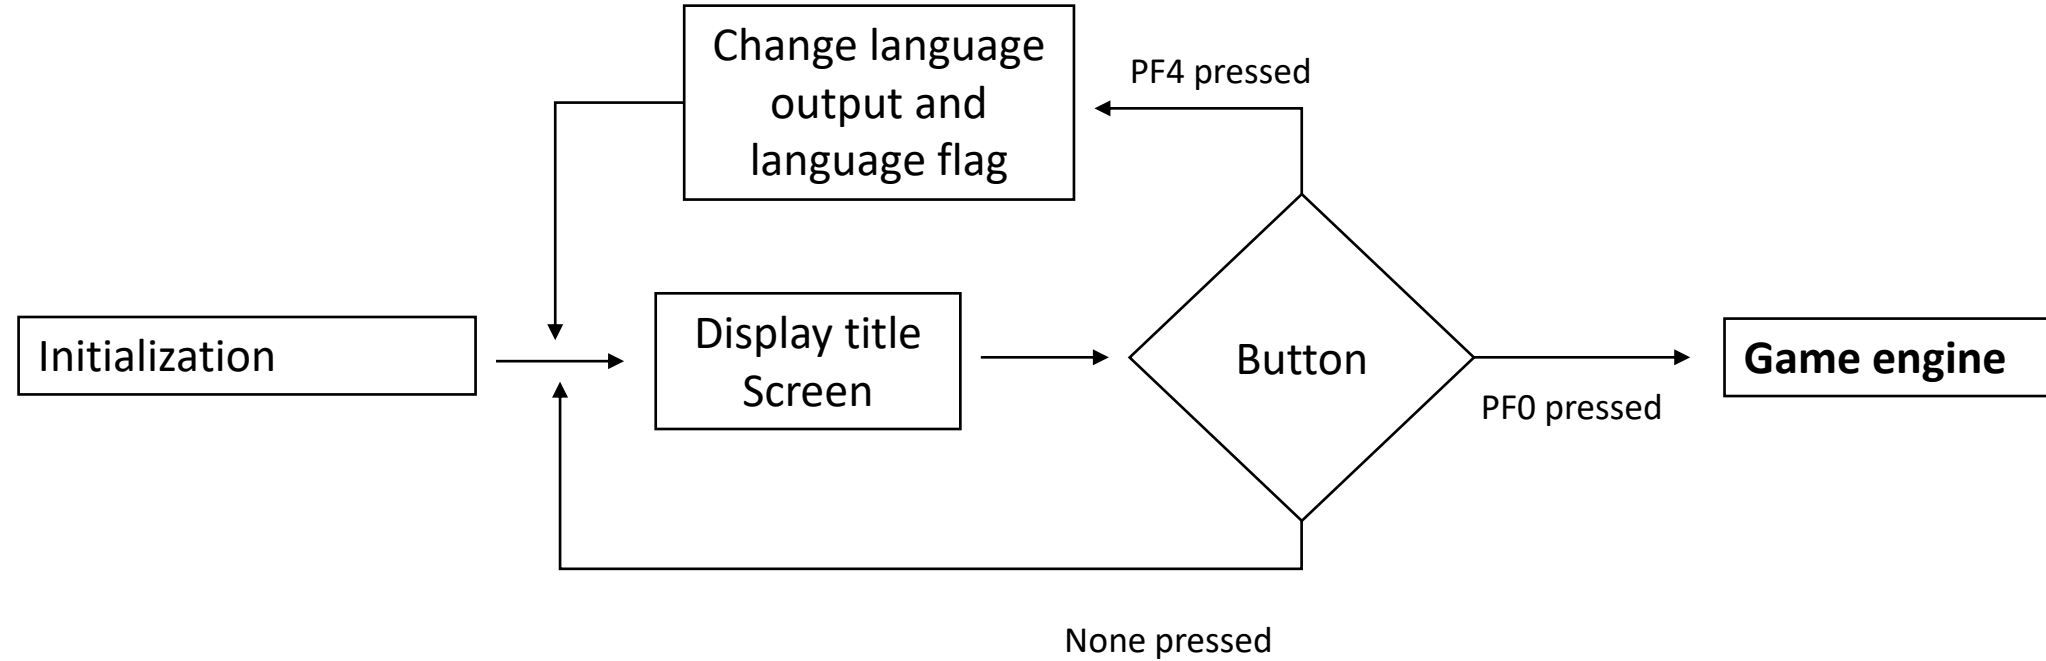 Change language
output and
language flag
PF4 pressed
Initialization
Display title
Screen
Button
PF0 pressed
Game engine
None pressed